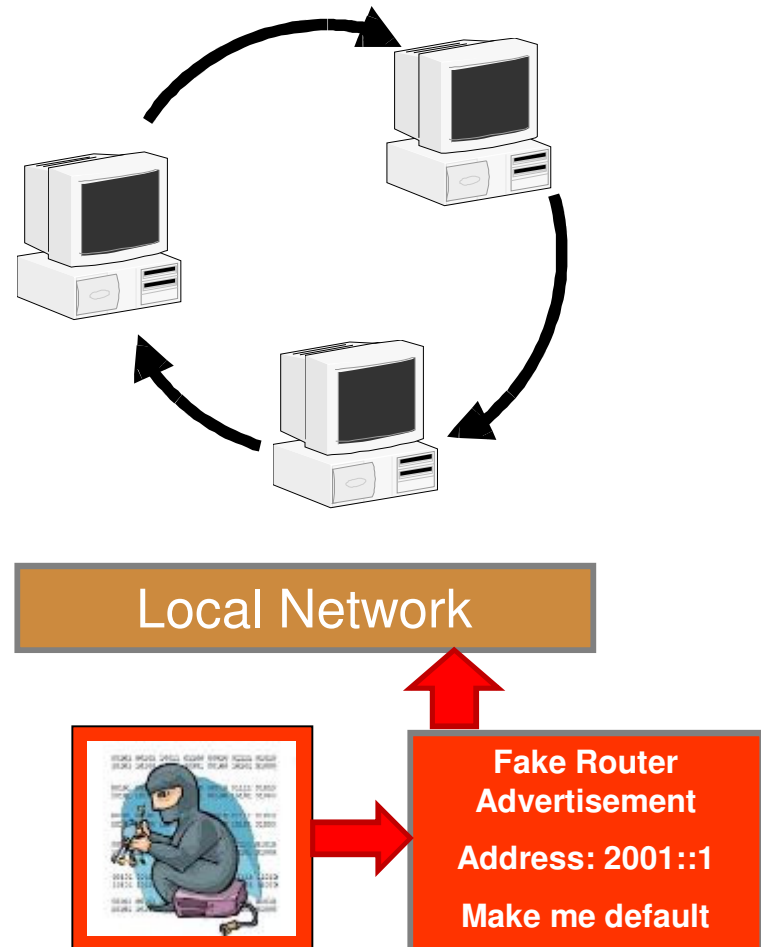 Local Network
Fake Router
Advertisement
Address: 2001::1
Make me default